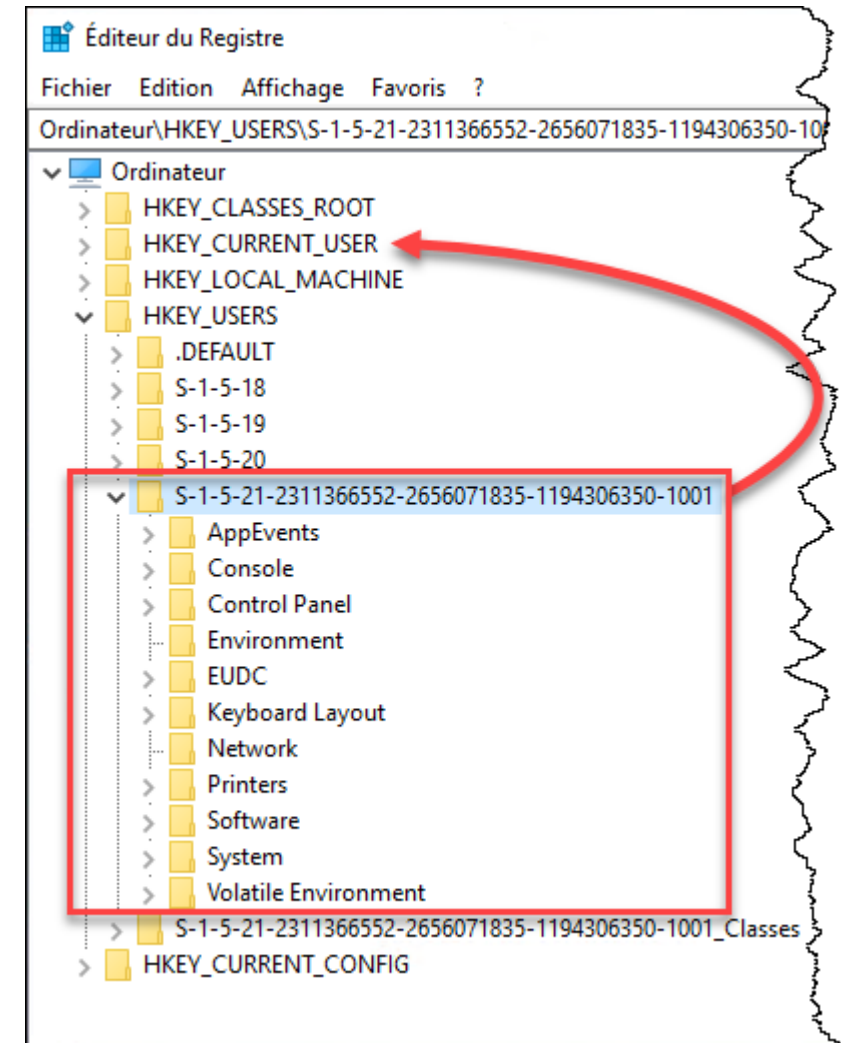 Éditeur du Registre
Fichier Edition Affichage Favoris ?
Ordinateur\HKEY_USERS\S-1-5-21-2311366552-2656071835-1194306350-10
Ordinateur
HKEY_CLASSES_ROOT
HKEY_CURRENT_USER
HKEY_LOCAL_MACHINE
HKEY_USERS
.DEFAULT
S-1-5-18
S-1-5-19
S-1-5-20
S-1-5-21-2311366552-2656071835-1194306350-1001
AppEvents
Console
Control Panel
Environment
EUDC
Keyboard Layout
Network
Printers
Software
System
Volatile Environment
S-1-5-21-2311366552-2656071835-1194306350-1001_Classes
HKEY_CURRENT_CONFIG